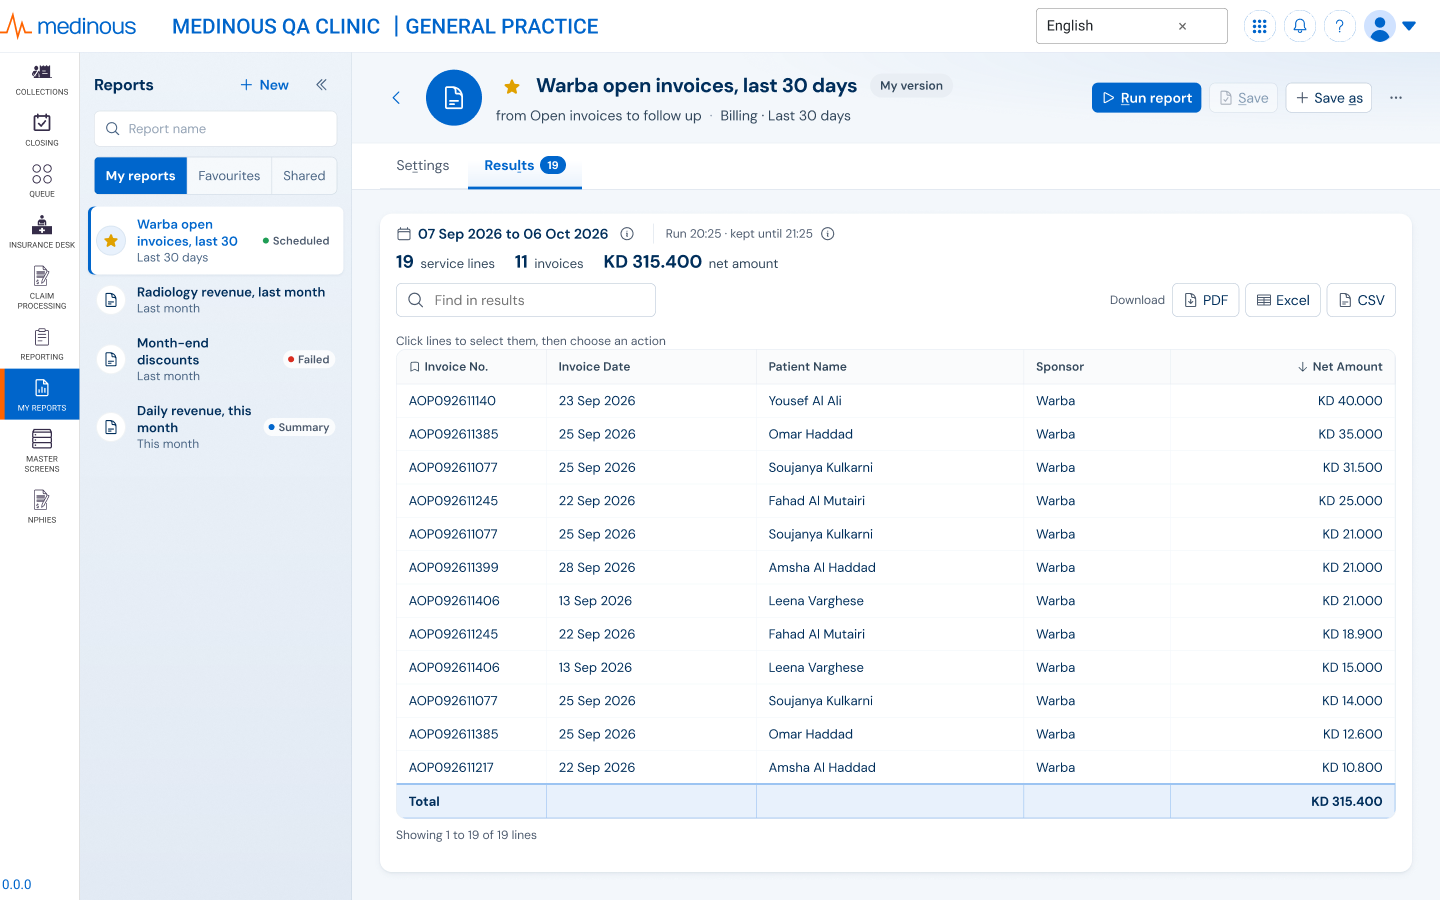 medinous
MEDINOUS QA CLINIC | GENERAL PRACTICE
English ×
?
COLLECTIONS
CLOSING
QUEUE
INSURANCE DESK
CLAIM
PROCESSING
REPORTING
MY REPORTS
MASTER
SCREENS
NPHIES
0.0.0
Reports
+ New
Report name
My reports Favourites Shared
Warba open
invoices, last 30
Last 30 days
Scheduled
Radiology revenue, last month
Last month
Month-end
discounts
Last month
Failed
Daily revenue, this
month
This month
Summary
Warba open invoices, last 30 days My version
from Open invoices to follow up · Billing · Last 30 days
Run report Save + Save as ...
Settings Results 19
07 Sep 2026 to 06 Oct 2026 Run 20:25 · kept until 21:25
19 service lines 11 invoices KD 315.400 net amount
Find in results
Download PDF Excel CSV
Click lines to select them, then choose an action
Invoice No. Invoice Date Patient Name Sponsor ↓ Net Amount
AOP092611140 23 Sep 2026 Yousef Al Ali Warba KD 40.000
AOP092611385 25 Sep 2026 Omar Haddad Warba KD 35.000
AOP092611077 25 Sep 2026 Soujanya Kulkarni Warba KD 31.500
AOP092611245 22 Sep 2026 Fahad Al Mutairi Warba KD 25.000
AOP092611077 25 Sep 2026 Soujanya Kulkarni Warba KD 21.000
AOP092611399 28 Sep 2026 Amsha Al Haddad Warba KD 21.000
AOP092611406 13 Sep 2026 Leena Varghese Warba KD 21.000
AOP092611245 22 Sep 2026 Fahad Al Mutairi Warba KD 18.900
AOP092611406 13 Sep 2026 Leena Varghese Warba KD 15.000
AOP092611077 25 Sep 2026 Soujanya Kulkarni Warba KD 14.000
AOP092611385 25 Sep 2026 Omar Haddad Warba KD 12.600
AOP092611217 22 Sep 2026 Amsha Al Haddad Warba KD 10.800
Total KD 315.400
Showing 1 to 19 of 19 lines